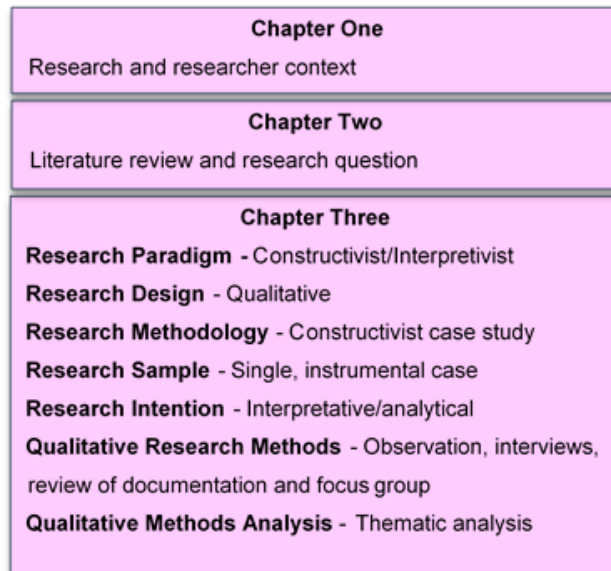 Chapter One
Research and researcher context
Chapter Two
Literature review and research question
Chapter Three
Research Paradigm - Constructivist/Interpretivist
Research Design - Qualitative
Research Methodology - Constructivist case study
Research Sample - Single, instrumental case
Research Intention - Interpretative/analytical
Qualitative Research Methods - Observation, interviews,
review of documentation and focus group
Qualitative Methods Analysis - Thematic analysis